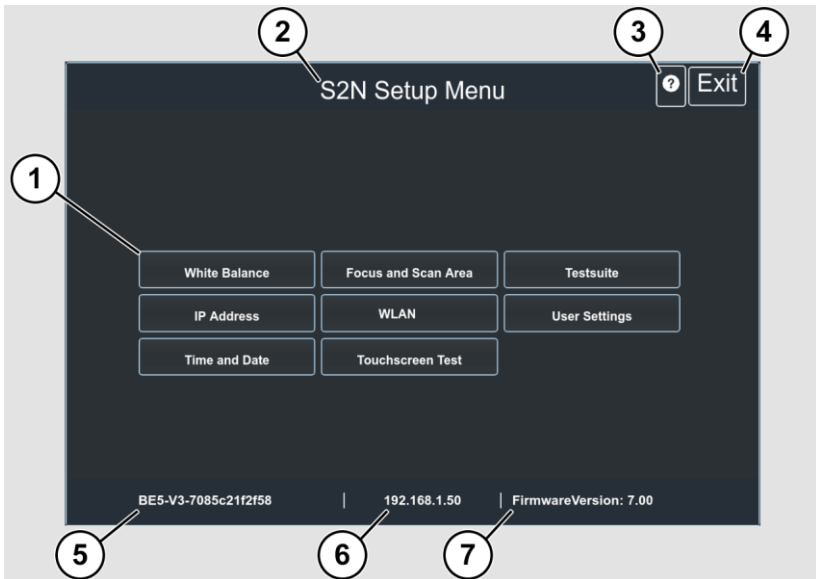 2
3
4
S2N Setup Menu
?
Exit
1
White Balance
Focus and Scan Area
Testsuite
IP Address
WLAN
User Settings
Time and Date
Touchscreen Test
BE5-V3-7085c21f2f58 | 192.168.1.50 | FirmwareVersion: 7.00
5
6
7